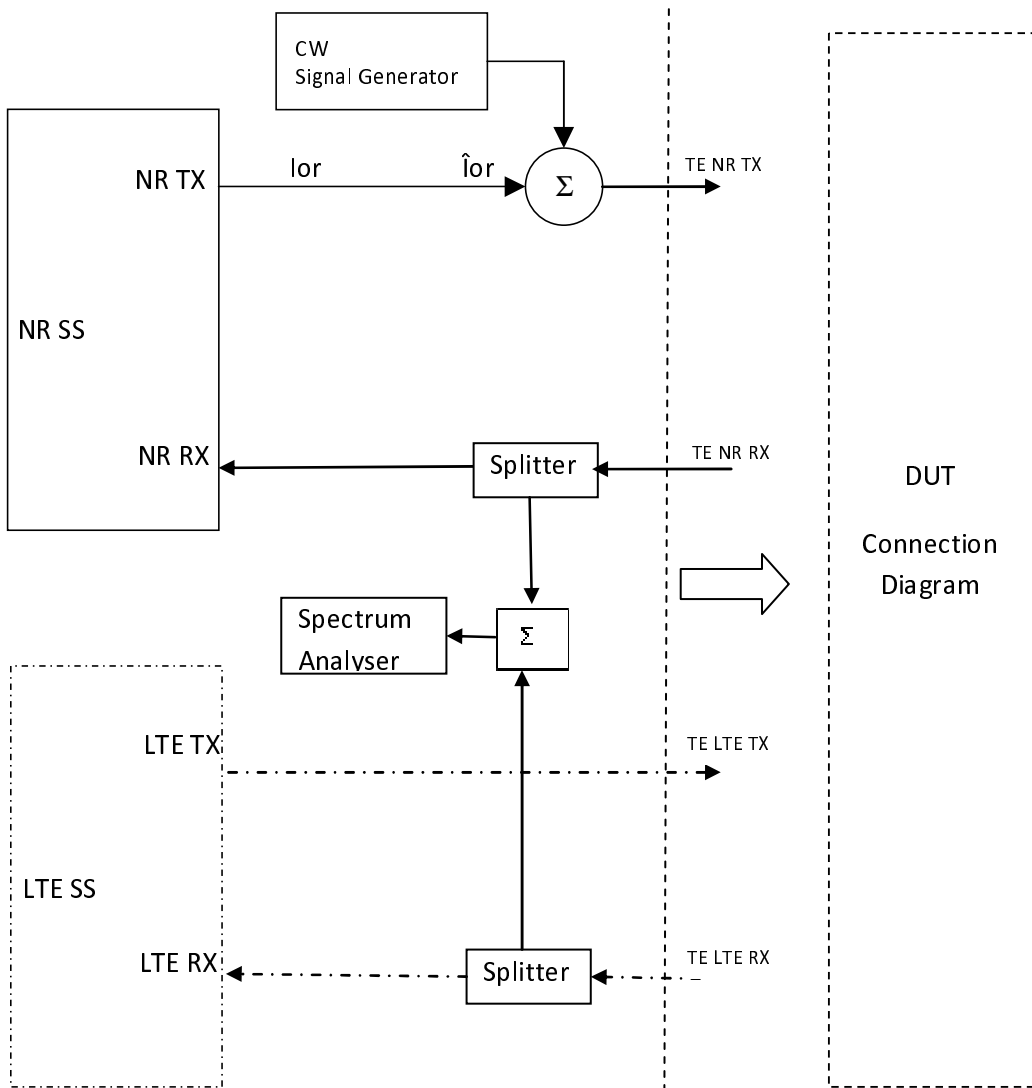 CW
Signal Generator
NR TX
Ior
Îor
Σ
TE NR TX
NR SS
NR RX
Splitter
TE NR RX
DUT
Connection
Diagram
Spectrum
Analyser
Σ
LTE TX
TE LTE TX
LTE SS
LTE RX
Splitter
TE LTE RX